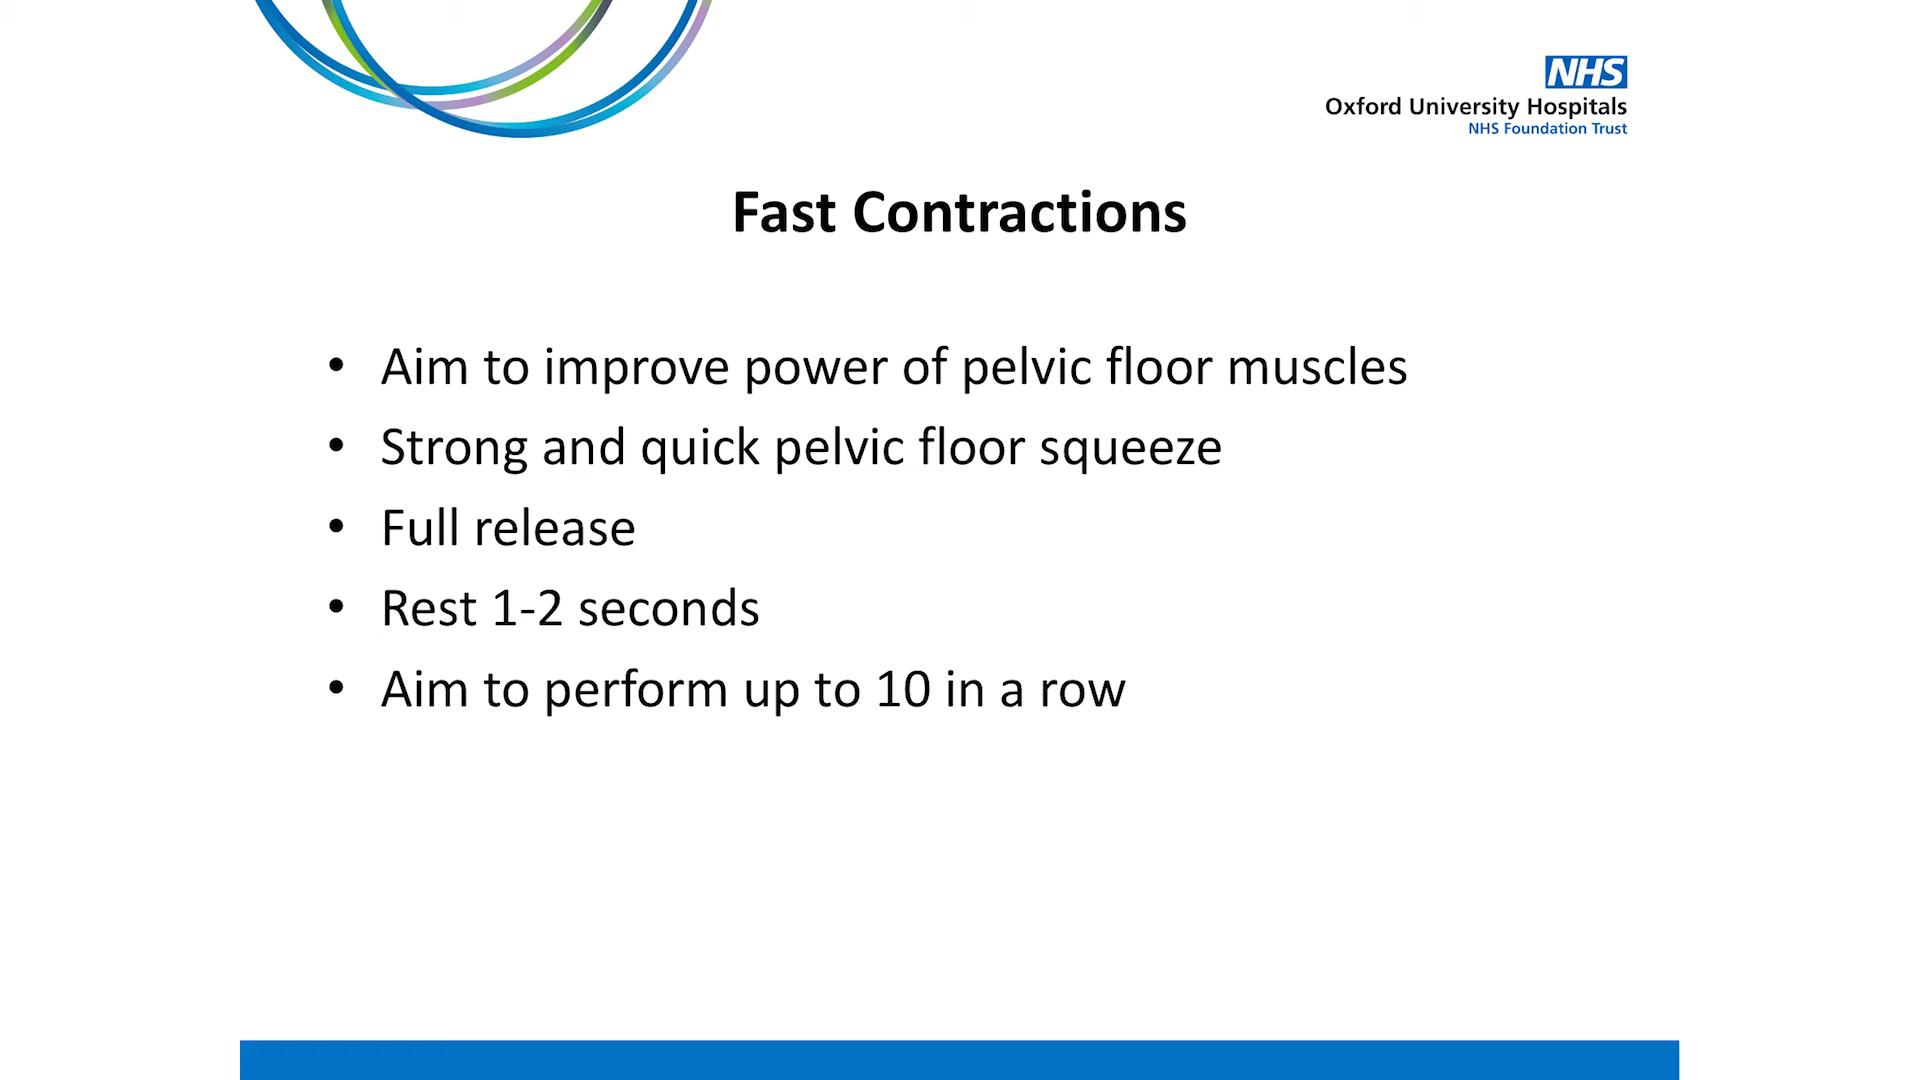 NHS
Oxford University Hospitals
NHS Foundation Trust
Fast Contractions
• Aim to improve power of pelvic floor muscles
• Strong and quick pelvic floor squeeze
• Full release
• Rest 1-2 seconds
• Aim to perform up to 10 in a row